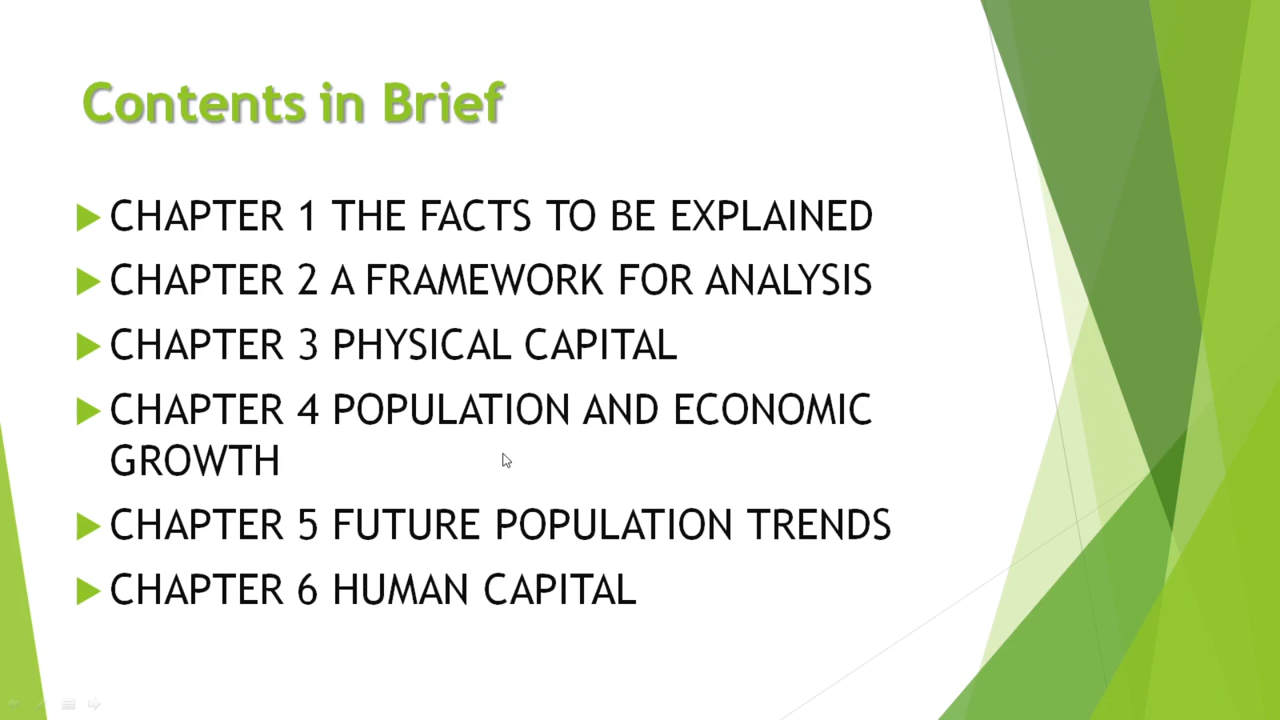 Contents in Brief
CHAPTER 1 THE FACTS TO BE EXPLAINED
CHAPTER 2 A FRAMEWORK FOR ANALYSIS
CHAPTER 3 PHYSICAL CAPITAL
CHAPTER 4 POPULATION AND ECONOMIC
GROWTH
CHAPTER 5 FUTURE POPULATION TRENDS
CHAPTER 6 HUMAN CAPITAL